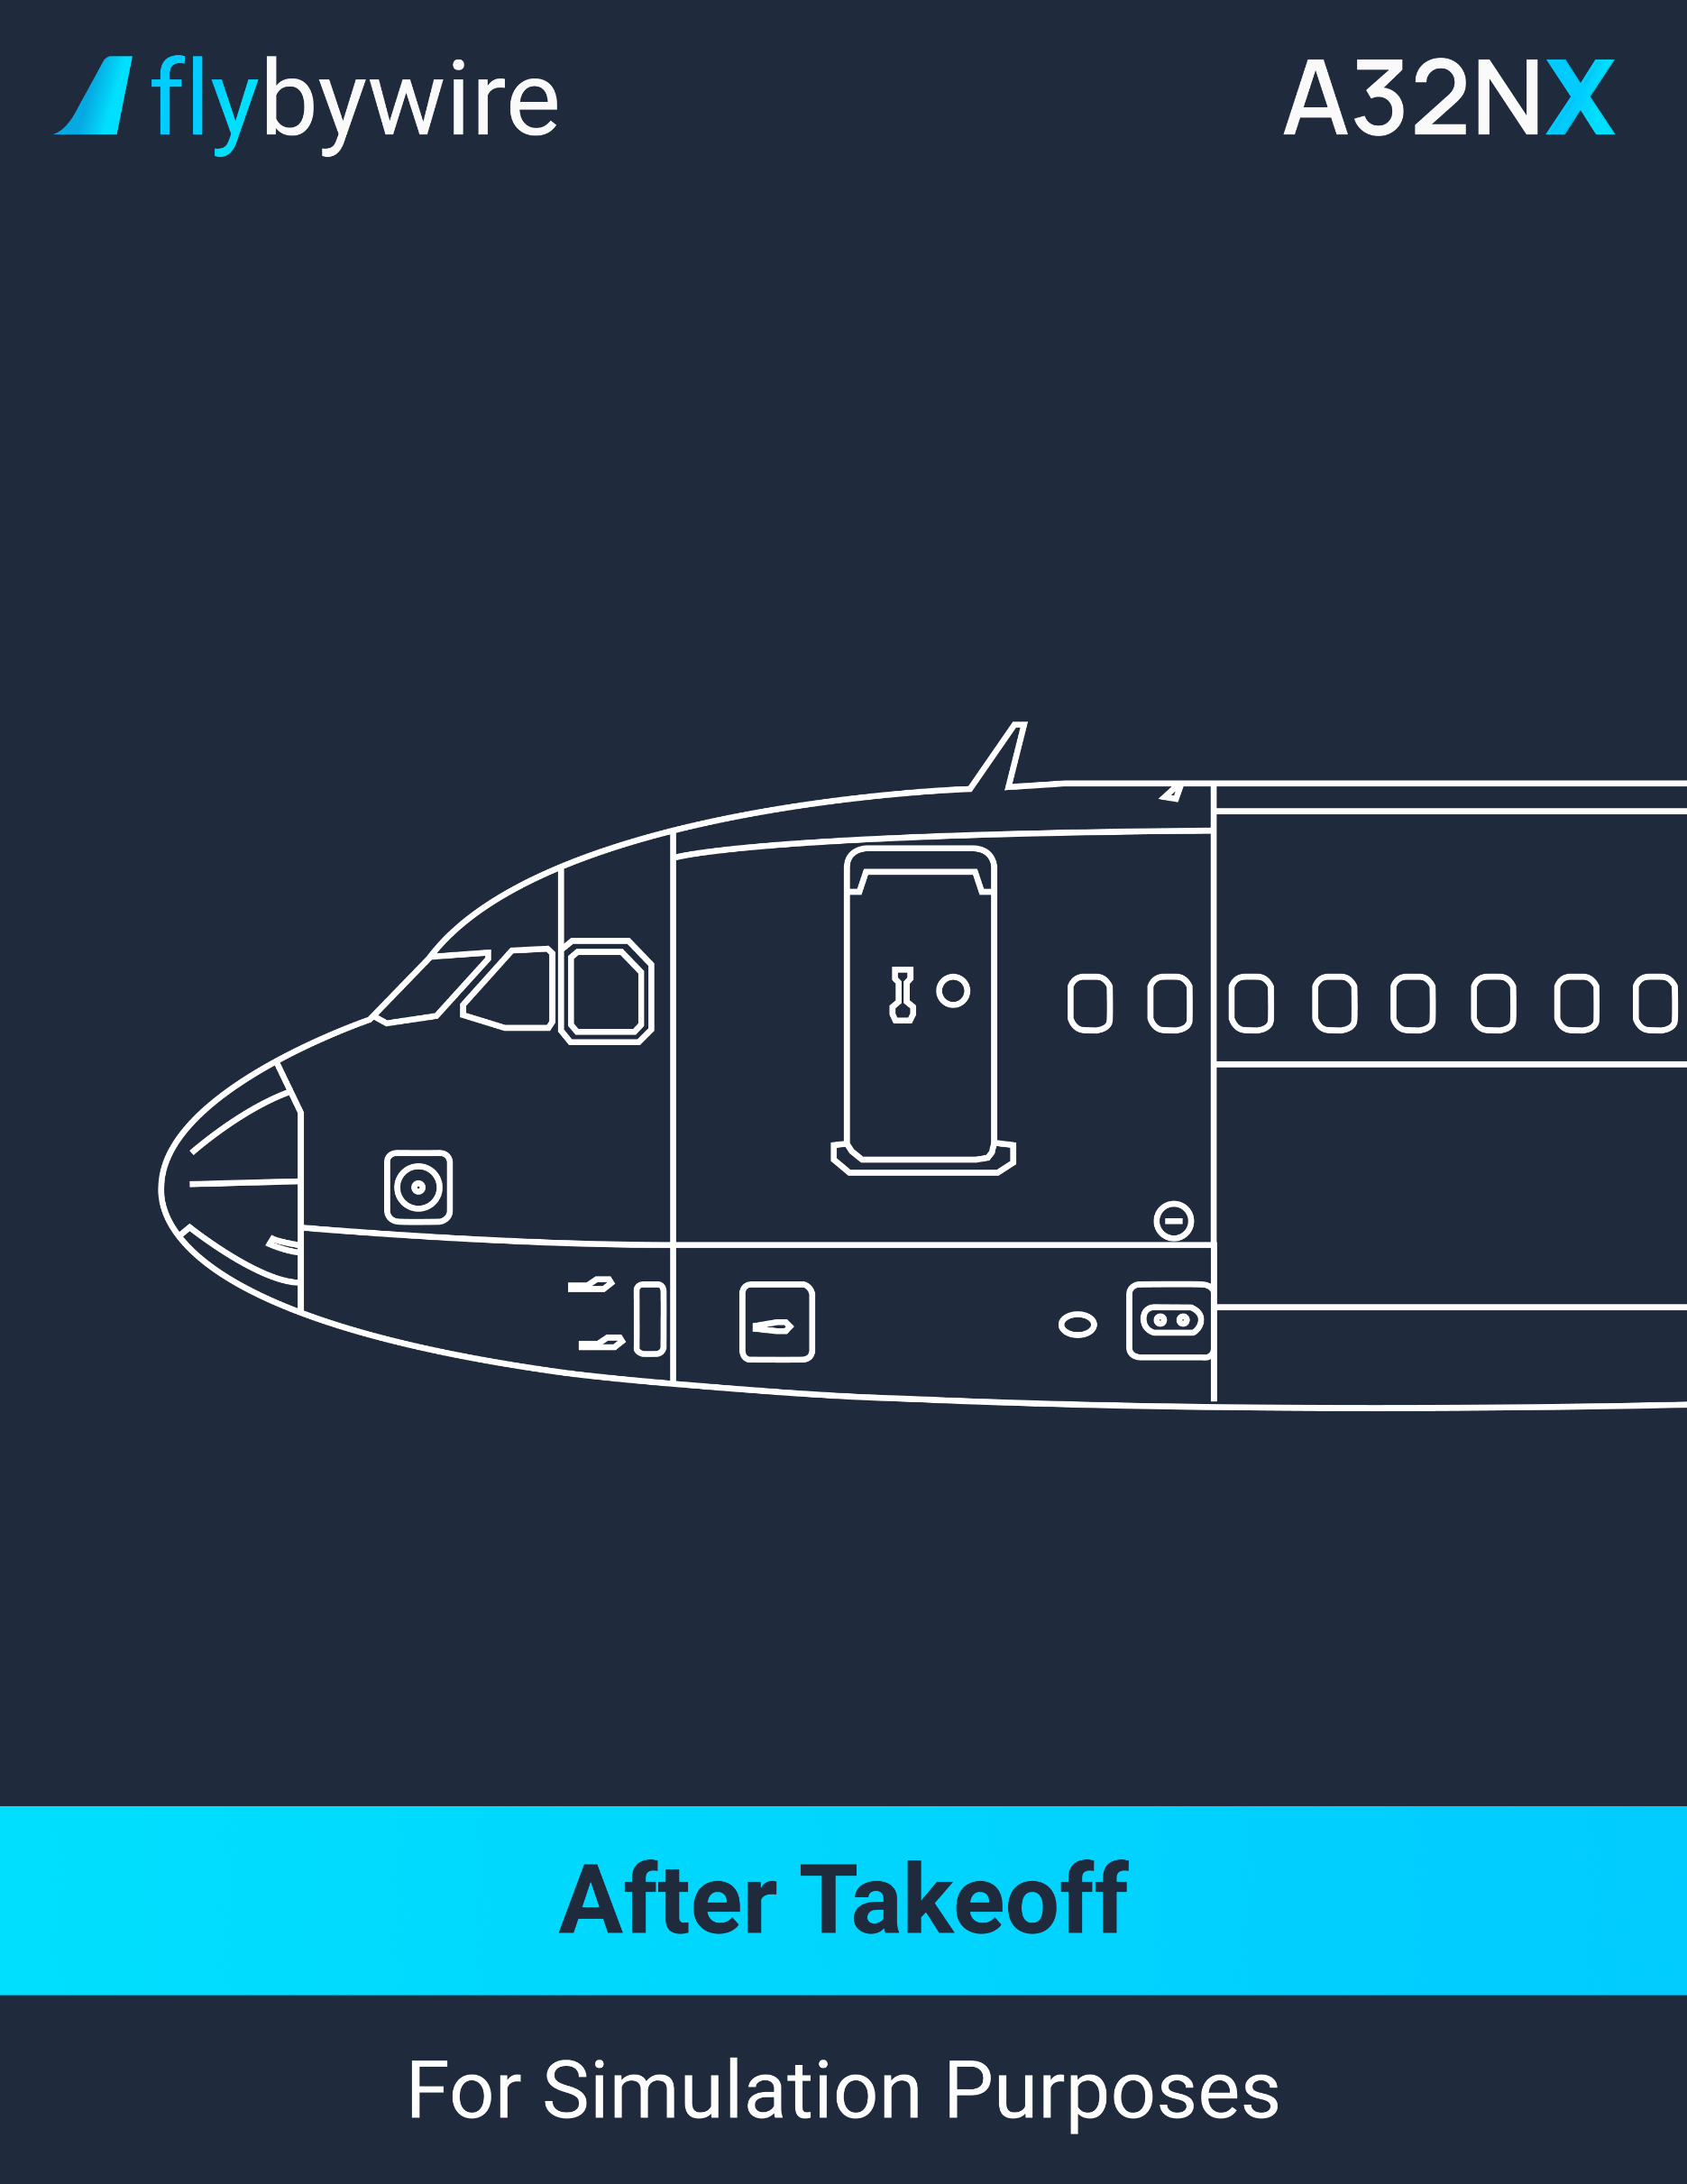 flybywire
A32NX
After Takeoff
For Simulation Purposes